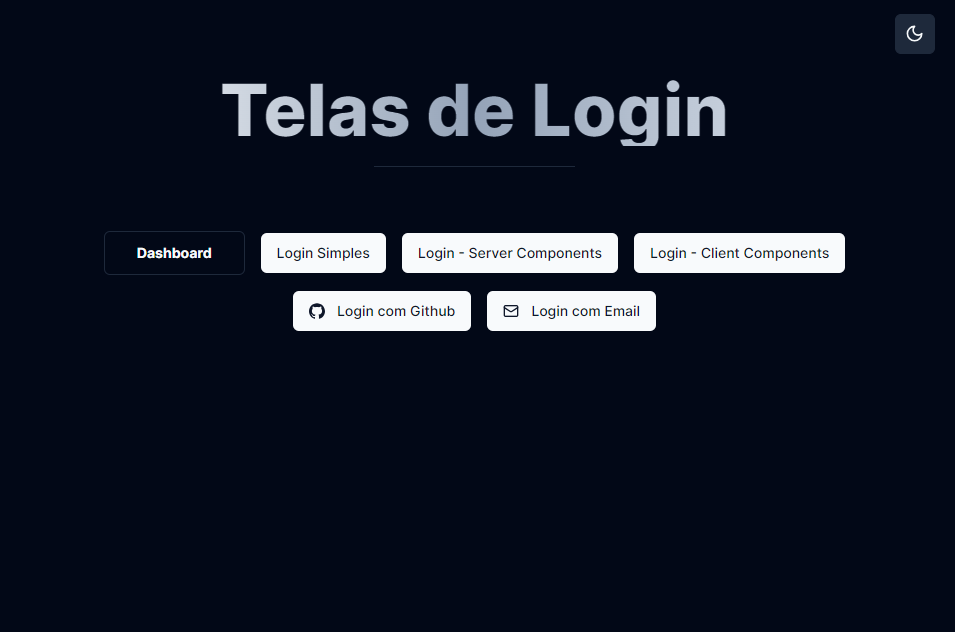 Telas de Login
Dashboard
Login Simples
Login - Server Components
Login - Client Components
Login com Github
Login com Email